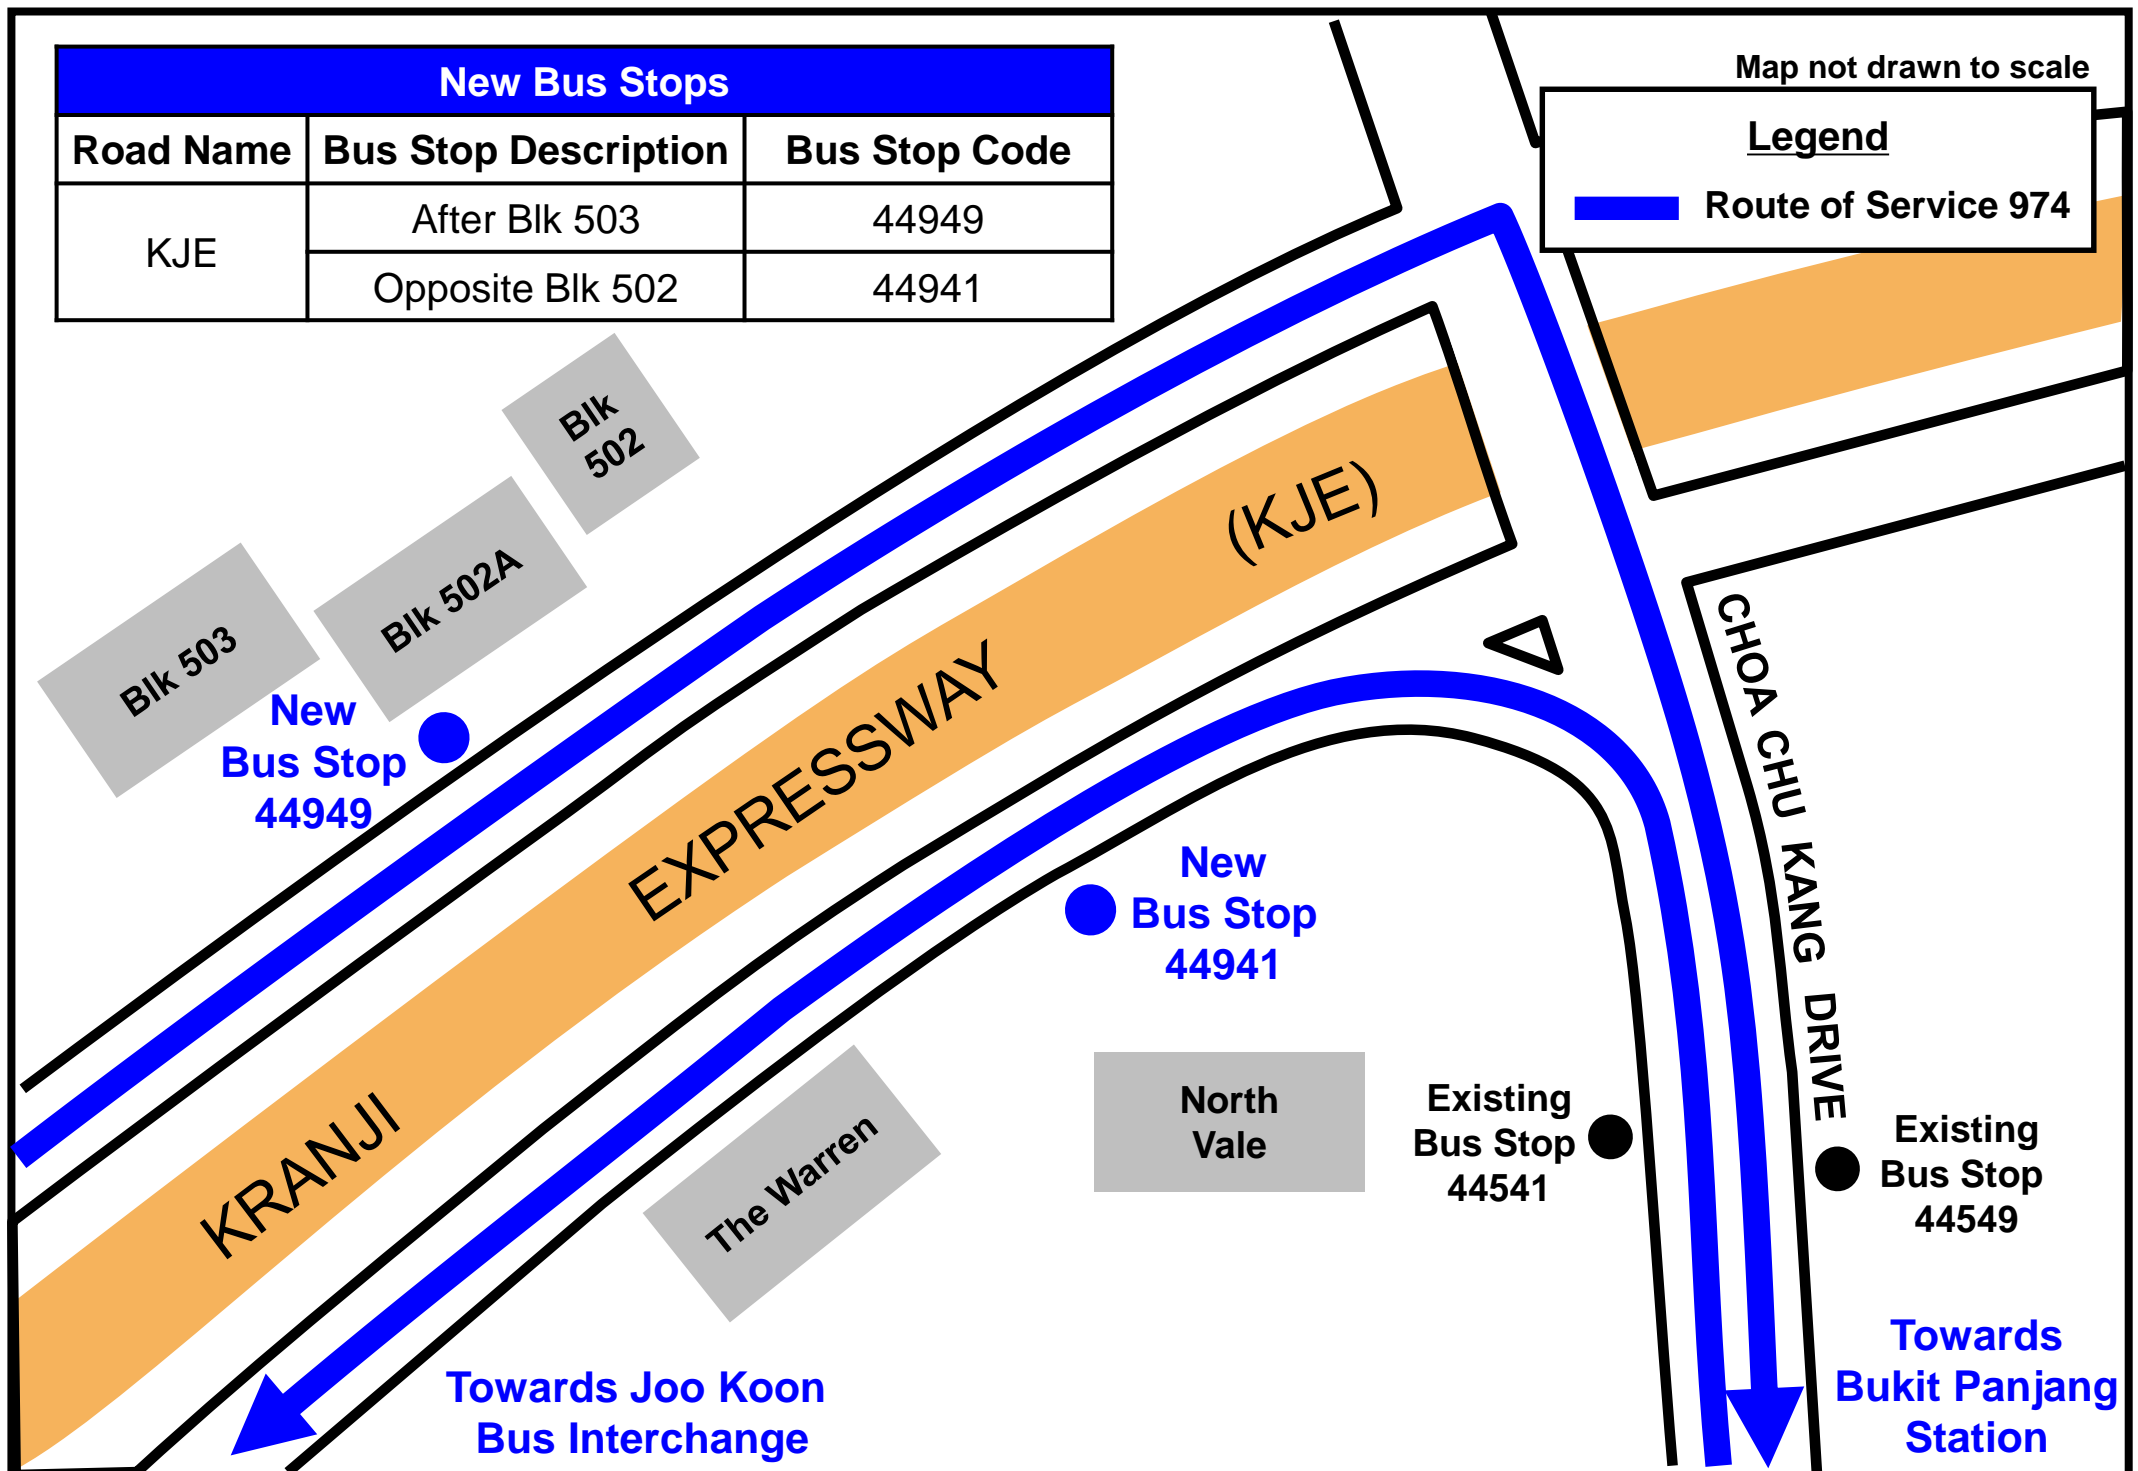 New Bus Stops
Road Name Bus Stop Description Bus Stop Code
KJE
After Blk 503 44949
Opposite Blk 502 44941
Map not drawn to scale
Legend
Route of Service 974
Blk
502
Blk 502A
Blk 503
New
Bus Stop
44949
KRANJI EXPRESSWAY (KJE)
CHOA CHU KANG DRIVE
New
Bus Stop
44941
North
Vale
The Warren
Existing
Bus Stop
44541
Existing
Bus Stop
44549
Towards Joo Koon
Bus Interchange
Towards
Bukit Panjang
Station